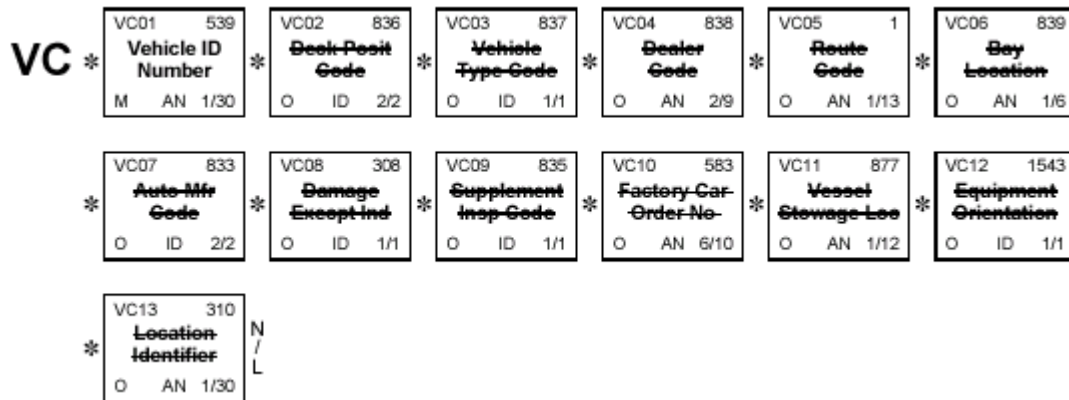 VC * VC01 539 * VC02 836 * VC03 837 * VC04 838 * VC05 1 * VC06 839
Vehicle ID Desk Posit Vehicle Dealer Route Bay
Number Code Type Code Code Code Location
M AN 1/30 O ID 2/2 O ID 1/1 O AN 2/9 O AN 1/13 O AN 1/6
* VC07 833 * VC08 308 * VC09 835 * VC10 583 * VC11 877 * VC12 1543
Auto Mfr Damage Supplement Factory Car Vessel Equipment
Code Except Ind Insp Code Order No Stowage Loc Orientation
O ID 2/2 O ID 1/1 O ID 1/1 O AN 6/10 O AN 1/12 O ID 1/1
* VC13 310 N
Location /
Identifier L
O AN 1/30